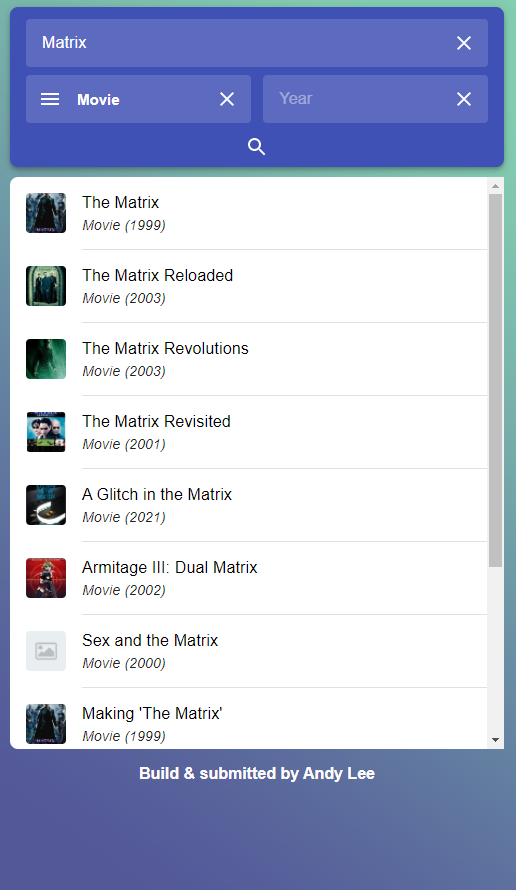 Matrix
Movie
Year
The Matrix
Movie (1999)
The Matrix Reloaded
Movie (2003)
The Matrix Revolutions
Movie (2003)
The Matrix Revisited
Movie (2001)
A Glitch in the Matrix
Movie (2021)
Armitage III: Dual Matrix
Movie (2002)
Sex and the Matrix
Movie (2000)
Making 'The Matrix'
Movie (1999)
Build & submitted by Andy Lee